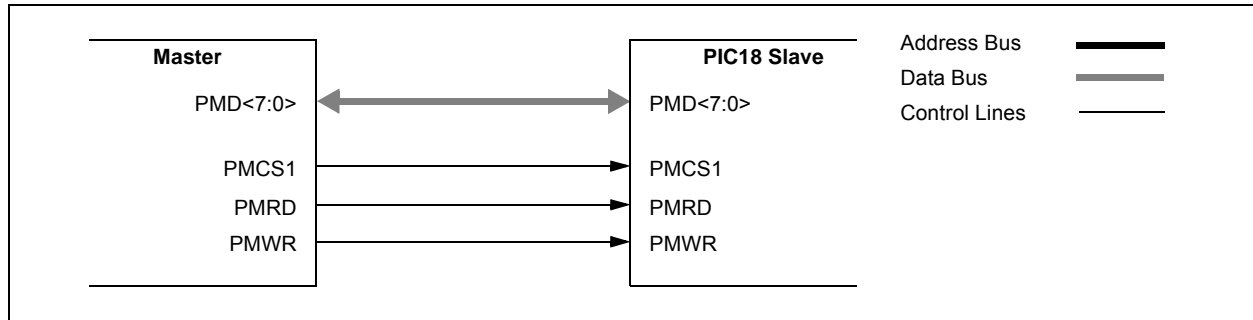 Master
PMD<7:0>
PMCS1
PMRD
PMWR
PIC18 Slave
PMD<7:0>
PMCS1
PMRD
PMWR
Address Bus
Data Bus
Control Lines